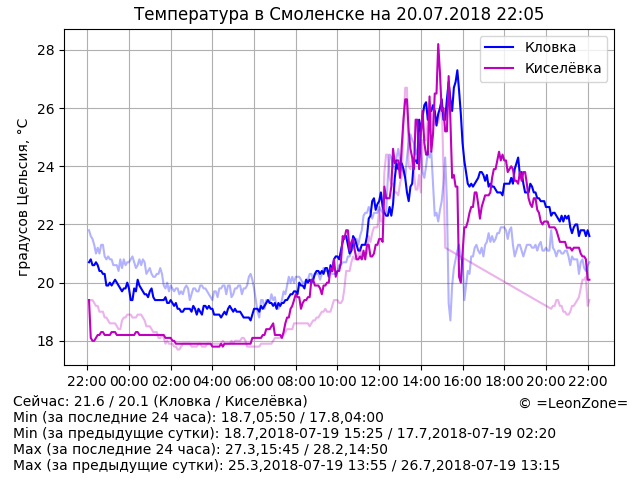 Температура в Смоленске на 20.07.2018 22:05
Кловка
Киселёвка
градусов Цельсия, °C
28
26
24
22
20
18
22:00 00:00 02:00 04:00 06:00 08:00 10:00 12:00 14:00 16:00 18:00 20:00 22:00
Сейчас: 21.6 / 20.1 (Кловка / Киселёвка)
© =LeonZone=
Min (за последние 24 часа): 18.7,05:50 / 17.8,04:00
Min (за предыдущие сутки): 18.7,2018-07-19 15:25 / 17.7,2018-07-19 02:20
Max (за последние 24 часа): 27.3,15:45 / 28.2,14:50
Max (за предыдущие сутки): 25.3,2018-07-19 13:55 / 26.7,2018-07-19 13:15